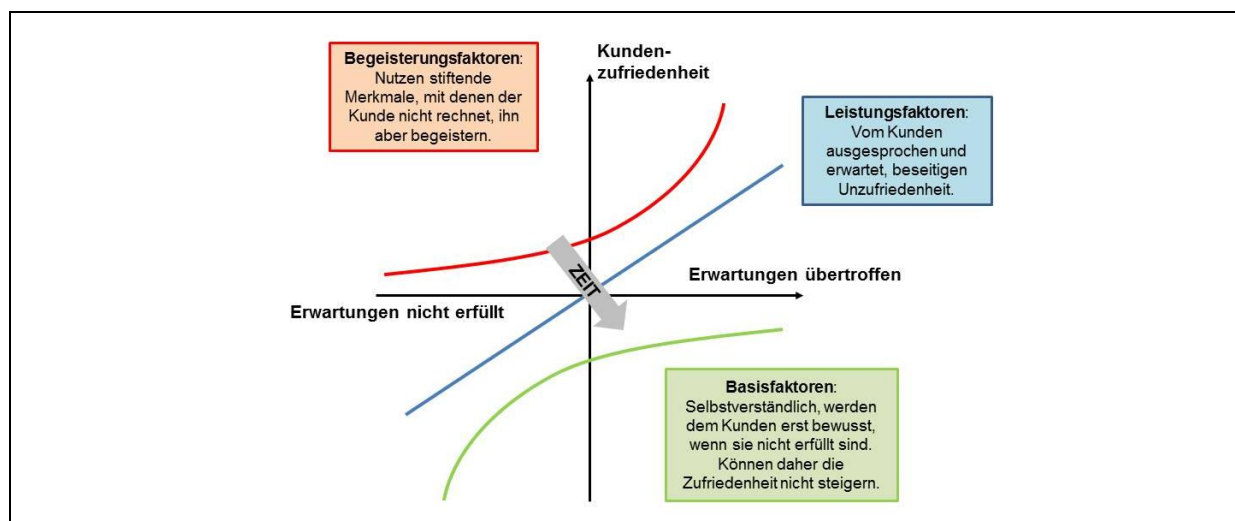 Begeisterungsfaktoren:
Nutzen stiftende
Merkmale, mit denen der
Kunde nicht rechnet, ihn
aber begeistern.
Kunden-
zufriedenheit
Leistungsfaktoren:
Vom Kunden
ausgesprochen und
erwartet, beseitigen
Unzufriedenheit.
ZEIT
Erwartungen übertroffen
Erwartungen nicht erfüllt
Basisfaktoren:
Selbstverständlich, werden
dem Kunden erst bewusst,
wenn sie nicht erfüllt sind.
Können daher die
Zufriedenheit nicht steigern.